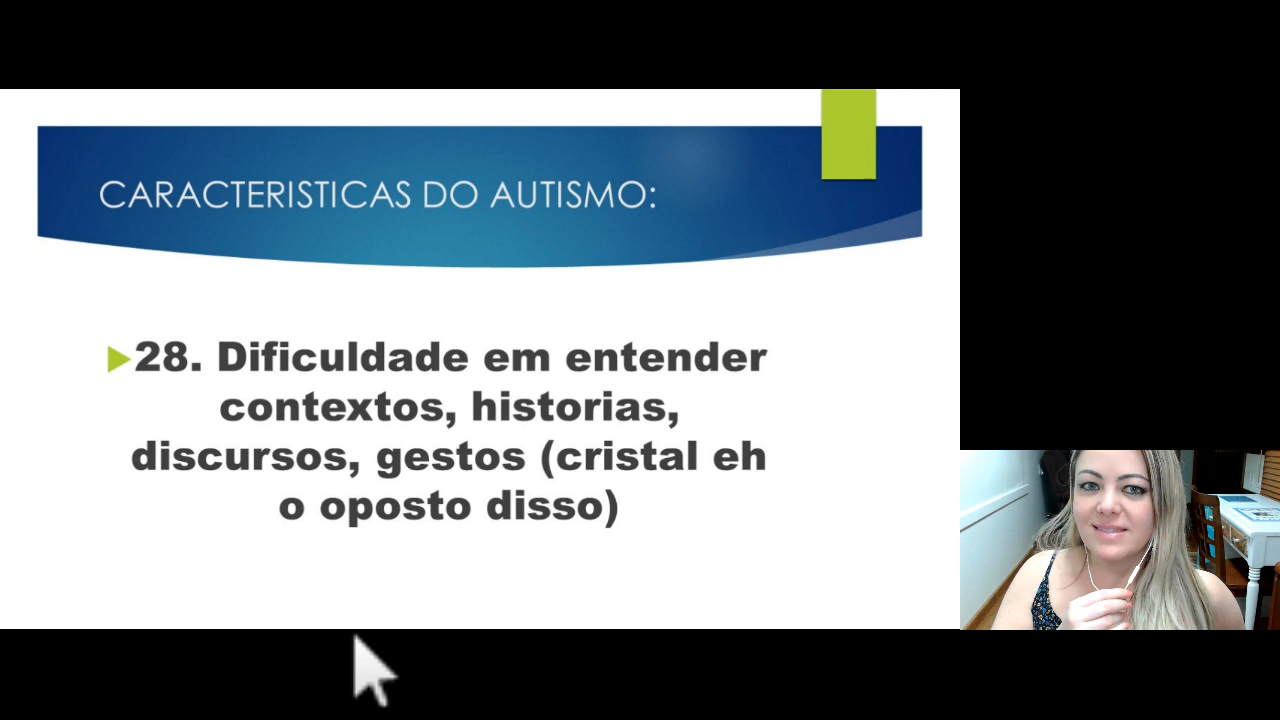 CARACTERISTICAS DO AUTISMO:
28. Dificuldade em entender
contextos, historias,
discursos, gestos (cristal eh
o oposto disso)